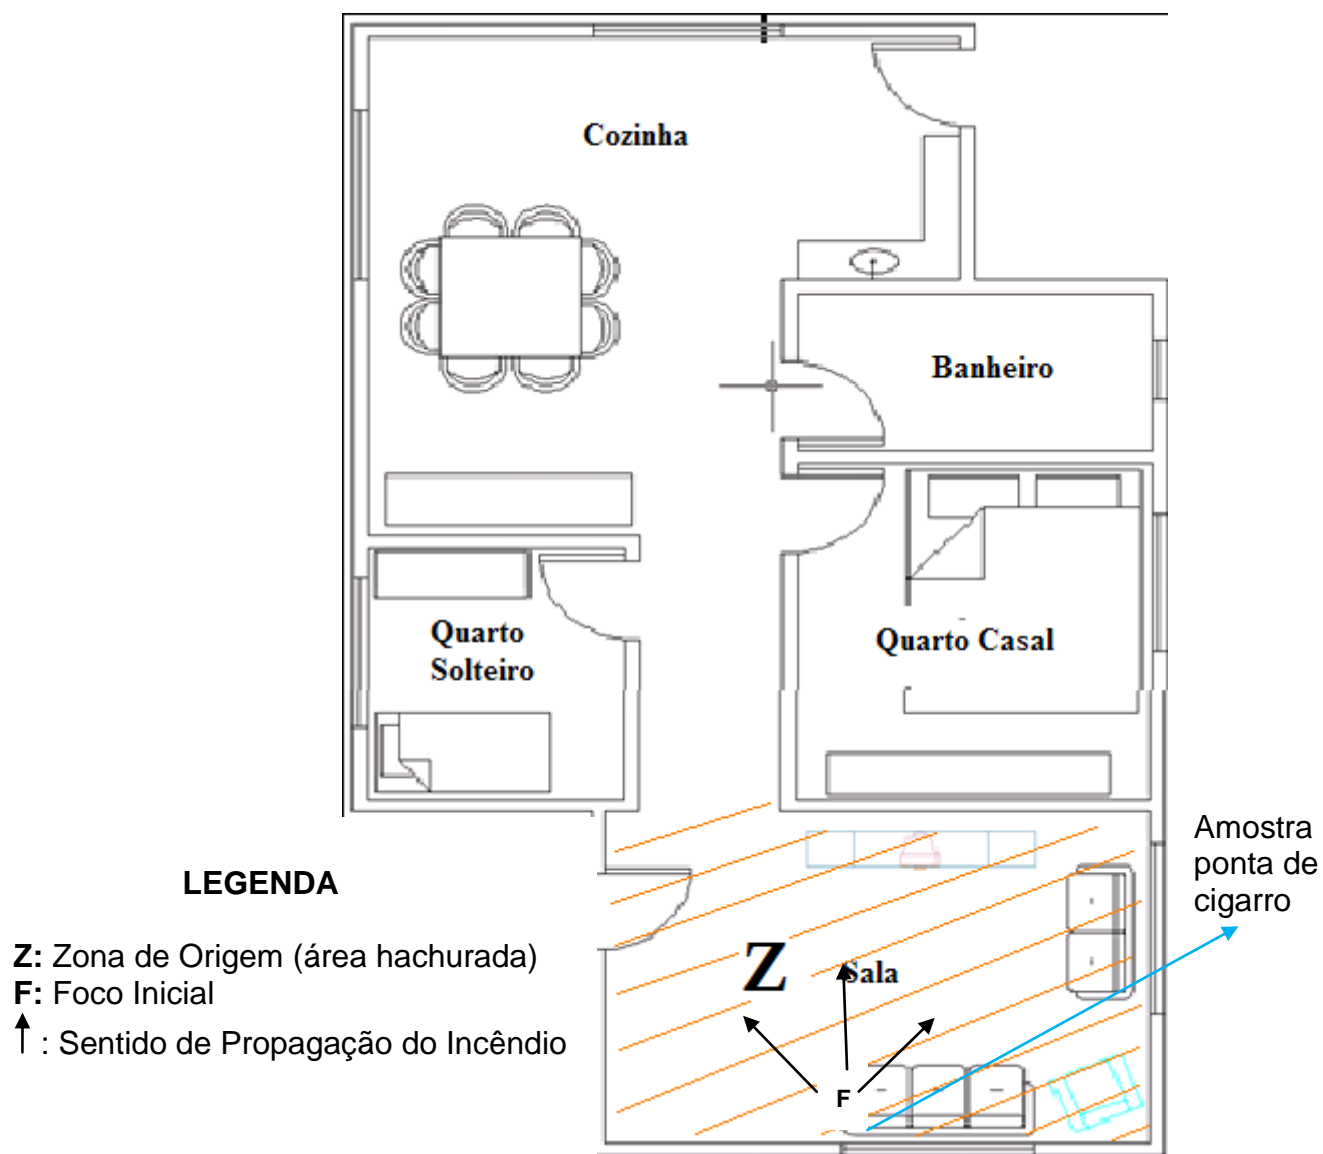 Cozinha
Banheiro
Quarto
Solteiro
Quarto Casal
Amostra
ponta de
cigarro
LEGENDA
Z: Zona de Origem (área hachurada)
F: Foco Inicial
: Sentido de Propagação do Incêndio
Z
Sala
F